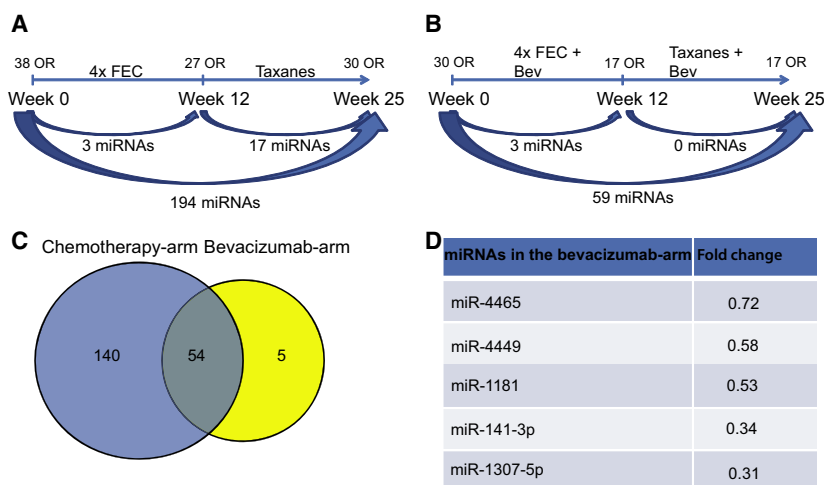 A
38 OR 27 OR 30 OR
4x FEC Taxanes
Week 0 Week 12 Week 25
3 miRNAs 17 miRNAs
194 miRNAs
B
30 OR 17 OR 17 OR
4x FEC +
Bev
Taxanes +
Bev
Week 0 Week 12 Week 25
3 miRNAs 0 miRNAs
59 miRNAs
C
Chemotherapy-arm Bevacizumab-arm
140 54 5
D
miRNAs in the bevacizumab-arm Fold change
miR-4465 0.72
miR-4449 0.58
miR-1181 0.53
miR-141-3p 0.34
miR-1307-5p 0.31